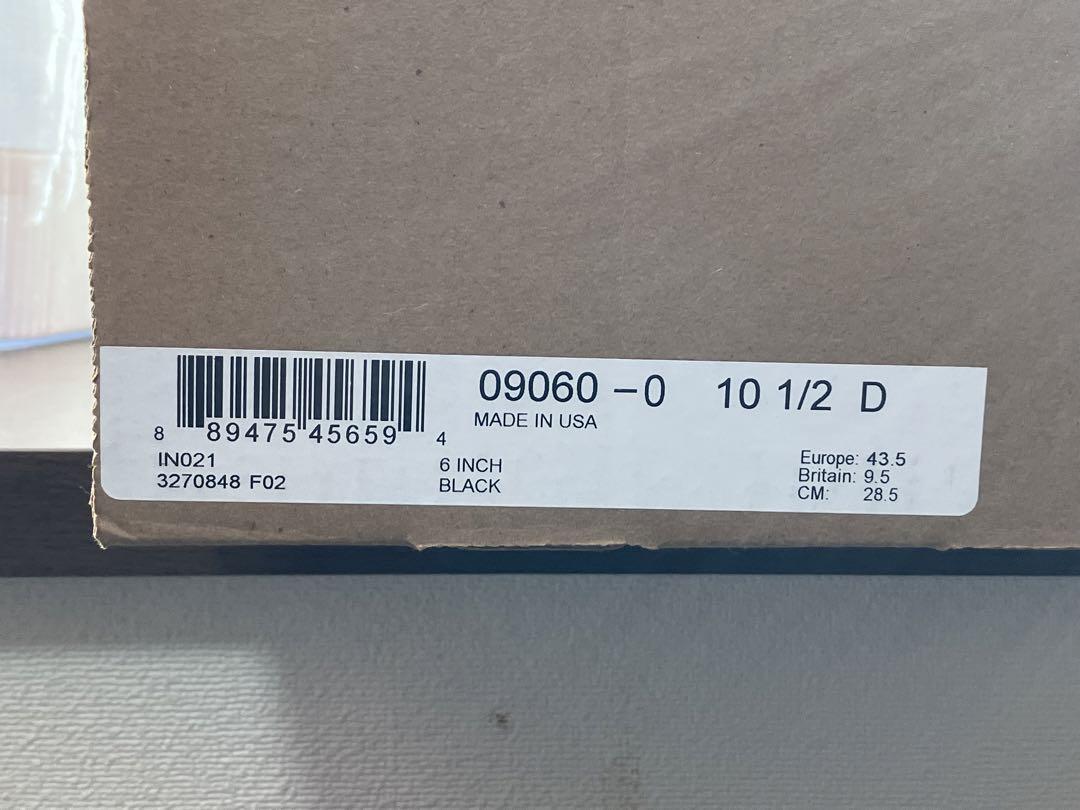 09060 – 0 10 1/2 D
MADE IN USA
8 89475 45659 4
IN021
3270848 F02
6 INCH
BLACK
Europe: 43.5
Britain: 9.5
CM: 28.5